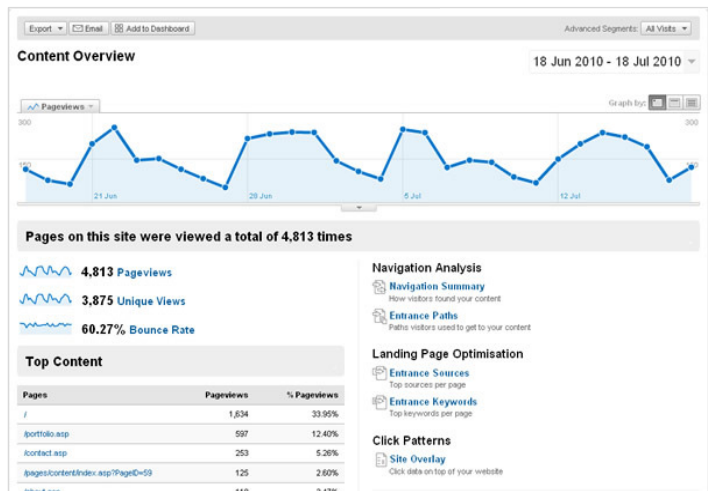 Export Email Add to Dashboard Advanced Segments: All Visits
Content Overview
18 Jun 2010 - 18 Jul 2010
Pageviews Graph by:
300 300
150 150
21 Jun 28 Jun 5 Jul 12 Jul
Pages on this site were viewed a total of 4,813 times
4,813 Pageviews
3,875 Unique Views
60.27% Bounce Rate
Top Content
Pages Pageviews % Pageviews
/ 1,634 33.95%
/portfolio.asp 597 12.40%
/contact.asp 253 5.26%
/pages/content/index.asp?PageID=59 125 2.60%
Navigation Analysis
Navigation Summary
How visitors found your content
Entrance Paths
Paths visitors used to get to your content
Landing Page Optimisation
Entrance Sources
Top sources per page
Entrance Keywords
Top keywords per page
Click Patterns
Site Overlay
Click data on top of your website